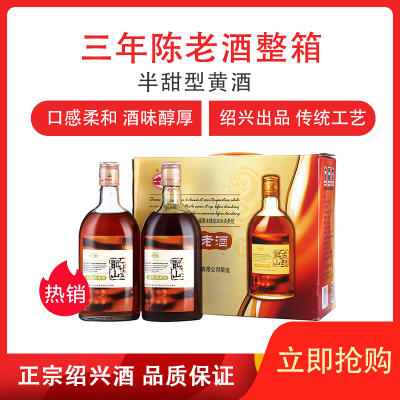 三年陈老酒整箱
半甜型黄酒
口感柔和 酒味醇厚
绍兴出品 传统工艺
老酒
热销
立即抢购
正宗绍兴酒 品质保证